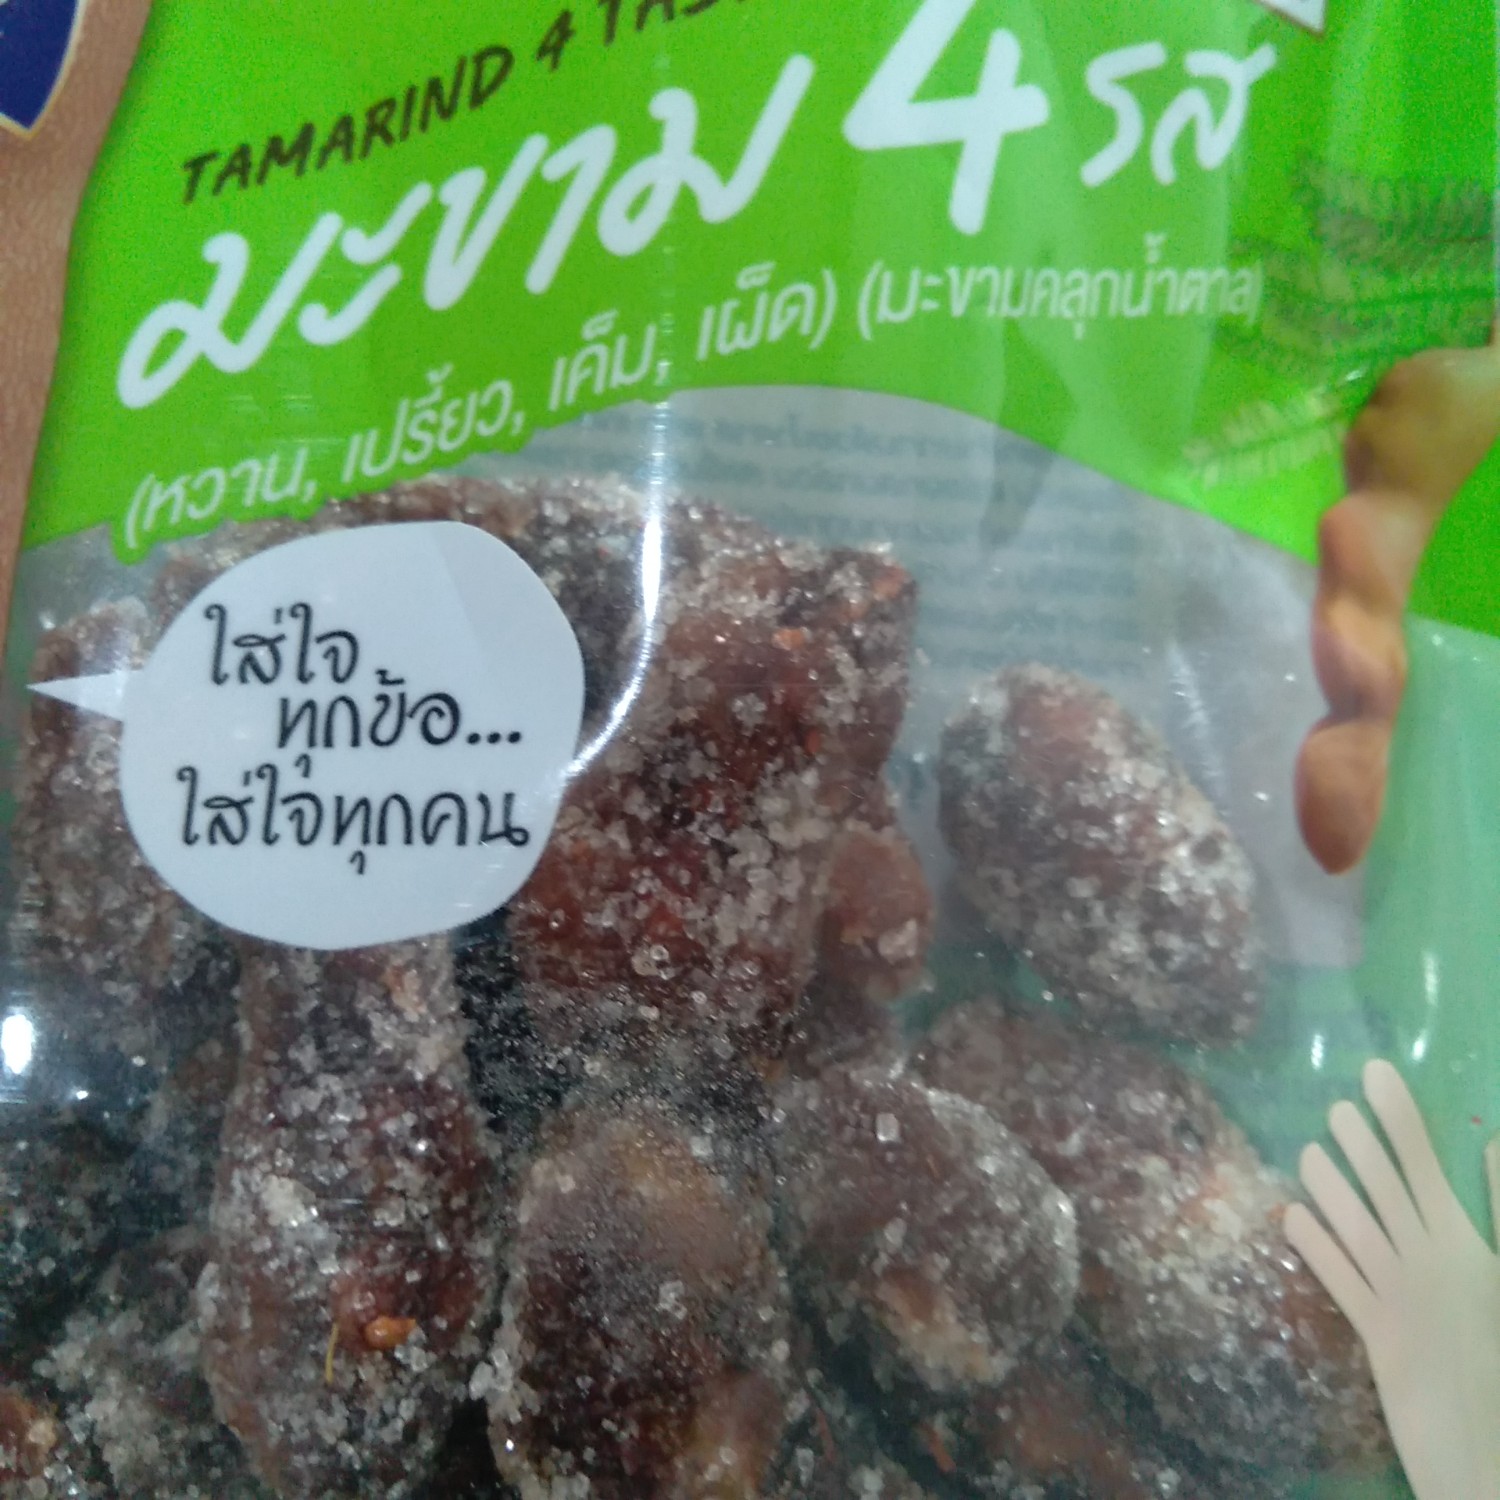 TAMARIND 4
มะขาม 4 รส
(หวาน, เปรี้ยว, เค็ม, เผ็ด) (มะขามคลุกน้ำตาล)
ใส่ใจ
ทุกข้อ...
ใส่ใจทุกคน